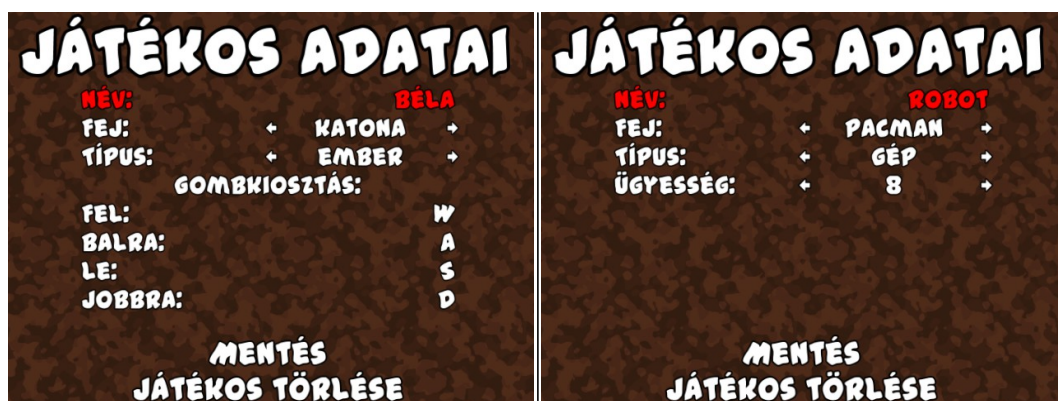 JÁTÉKOS ADATAI
NÉV: BÉLA
FEJ: KATONA
TÍPUS: EMBER
GOMBKIOSZTÁS:
FEL: W
BALRA: A
LE: S
JOBBRA: D
MENTÉS
JÁTÉKOS TÖRLÉSE
JÁTÉKOS ADATAI
NÉV: ROBOT
FEJ: PACMAN
TÍPUS: GÉP
ÜGYESSÉG: 8
MENTÉS
JÁTÉKOS TÖRLÉSE